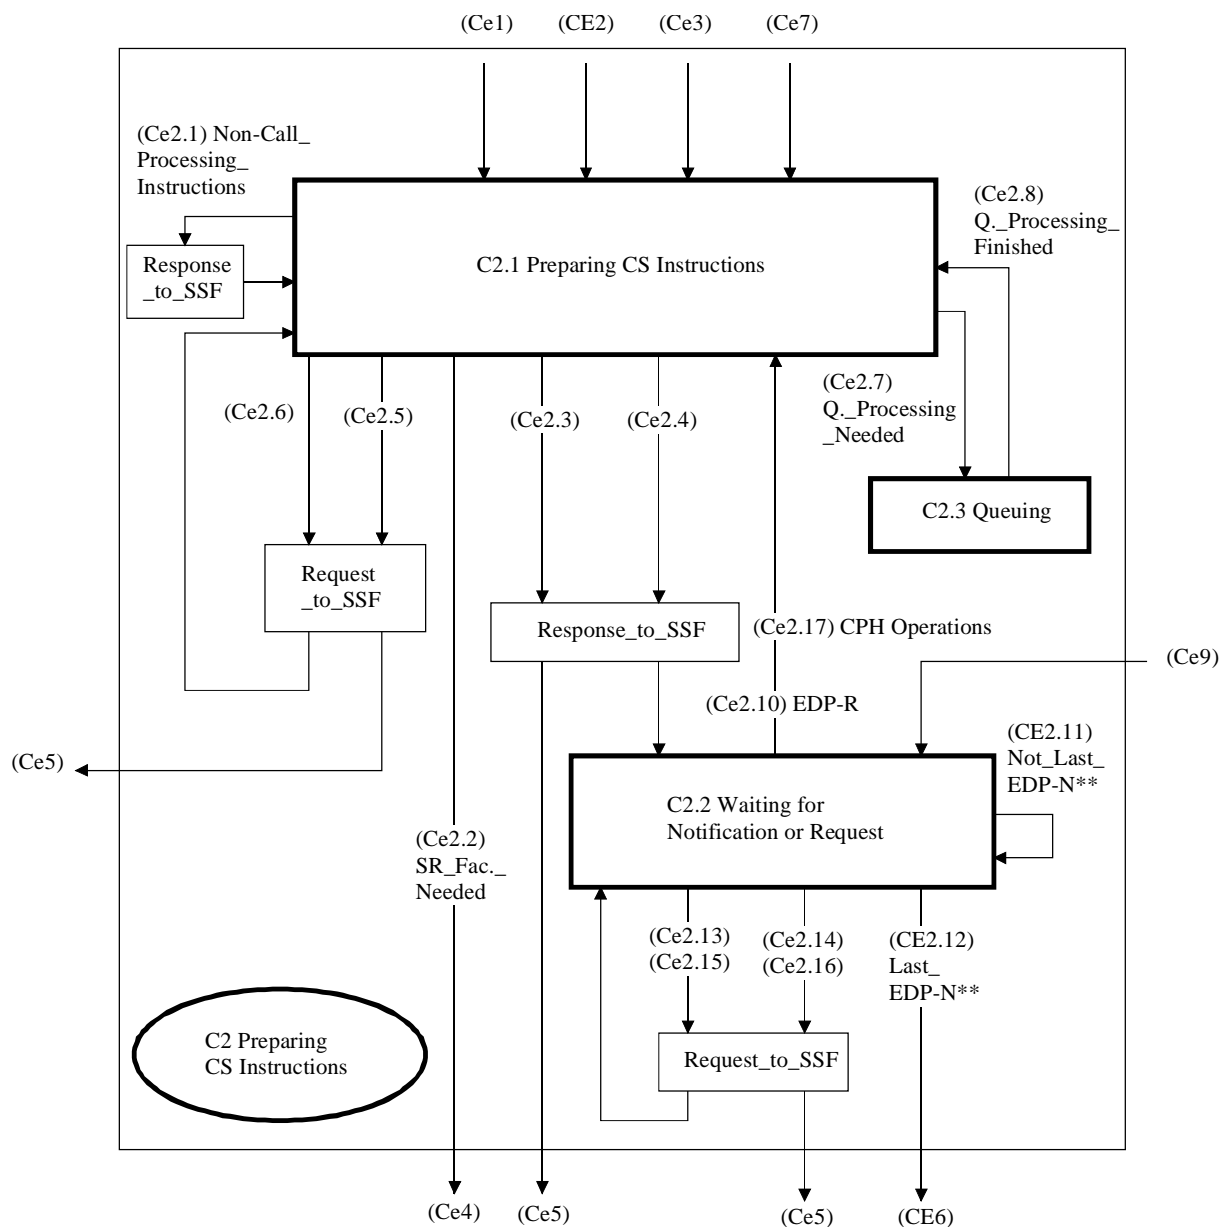 (Ce1)
(CE2)
(Ce3)
(Ce7)
(Ce2.1) Non-Call_
Processing_
Instructions
(Ce2.8)
Q._Processing_
Finished
Response
_to_SSF
C2.1 Preparing CS Instructions
(Ce2.6)
(Ce2.5)
(Ce2.3)
(Ce2.4)
(Ce2.7)
Q._Processing
_Needed
C2.3 Queuing
Request
_to_SSF
Response_to_SSF
(Ce2.17) CPH Operations
(Ce9)
(Ce2.10) EDP-R
(CE2.11)
Not_Last_
EDP-N**
(Ce5)
C2.2 Waiting for
Notification or Request
(Ce2.2)
SR_Fac._
Needed
(Ce2.13)
(Ce2.15)
(Ce2.14)
(Ce2.16)
(CE2.12)
Last_
EDP-N**
C2 Preparing
CS Instructions
Request_to_SSF
(Ce4)
(Ce5)
(Ce5)
(CE6)